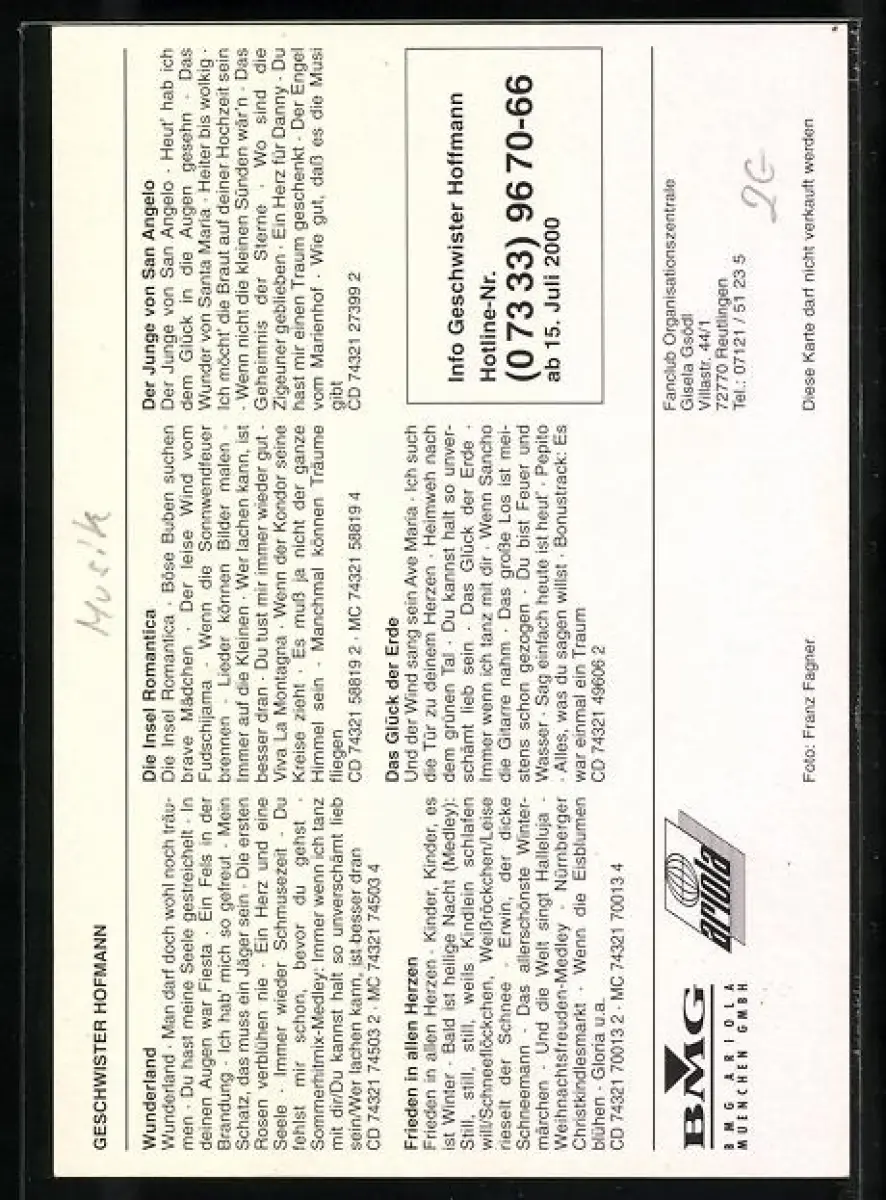 Musik
GESCHWISTER HOFMANN
Wunderland
Wunderland · Man darf doch wohl noch träu-
men · Du hast meine Seele gestreichelt · In
deinen Augen war Fiesta · Ein Fels in der
Brandung · Ich hab' mich so gefreut · Mein
Schatz, das muss ein Jäger sein · Die ersten
Rosen verblühen nie · Ein Herz und eine
Seele · Immer wieder Schmusezeit · Du
fehlst mir schon, bevor du gehst ·
Sommerhitmix-Medley: Immer wenn ich tanz
mit dir/Du kannst halt so unverschämt lieb
sein/Wer lachen kann, ist besser dran
CD 74321 74503 2 · MC 74321 74503 4
Frieden in allen Herzen
Frieden in allen Herzen · Kinder, Kinder, es
ist Winter · Bald ist heilige Nacht (Medley):
Still, still, still, weils Kindlein schlafen
will/Schneeflöckchen, Weißröckchen/Leise
rieselt der Schnee · Erwin, der dicke
Schneemann · Das allerschönste Winter-
märchen · Und die Welt singt Halleluja ·
Weihnachtsfreuden-Medley · Nürnberger
Christkindlesmarkt · Wenn die Eisblumen
blühen · Gloria u.a.
CD 74321 70013 2 · MC 74321 70013 4
Die Insel Romantica
Die Insel Romantica · Böse Buben suchen
brave Mädchen · Der leise Wind vom
Fudschijama · Wenn die Sonnwendfeuer
brennen · Lieder können Bilder malen ·
Immer auf die Kleinen · Wer lachen kann, ist
besser dran · Du tust mir immer wieder gut ·
Viva La Montagna · Wenn der Kondor seine
Kreise zieht · Es muß ja nicht der ganze
Himmel sein · Manchmal können Träume
fliegen
CD 74321 58819 2 · MC 74321 58819 4
Das Glück der Erde
Und der Wind sang sein Ave Maria · Ich such
die Tür zu deinem Herzen · Heimweh nach
dem grünen Tal · Du kannst halt so unver-
schämt lieb sein · Das Glück der Erde ·
Immer wenn ich tanz mit dir · Wenn Sancho
die Gitarre nahm · Das große Los ist mei-
stens schon gezogen · Du bist Feuer und
Wasser · Sag einfach heute ist heut' · Pepito
· Alles, was du sagen willst · Bonustrack: Es
war einmal ein Traum
CD 74321 49606 2
Der Junge von San Angelo
Der Junge von San Angelo · Heut' hab ich
dem Glück in die Augen gesehn · Das
Wunder von Santa Maria · Heiter bis wolkig ·
Ich möcht' die Braut auf deiner Hochzeit sein
· Wenn nicht die kleinen Sünden wär'n · Das
Geheimnis der Sterne · Wo sind die
Zigeuner geblieben · Ein Herz für Danny · Du
hast mir einen Traum geschenkt · Der Engel
vom Marienhof · Wie gut, daß es die Musi
gibt
CD 74321 27399 2
Info Geschwister Hoffmann
Hotline-Nr.
(0 73 33) 96 70-66
ab 15. Juli 2000
BMG
BMG ARIOLA
MUENCHEN GMBH
ariola
Fanclub Organisationszentrale
Gisela Gsödl
Villastr. 44/1
72770 Reutlingen
Tel.: 07121 / 51 23 5
2€
Foto: Franz Fagner
Diese Karte darf nicht verkauft werden